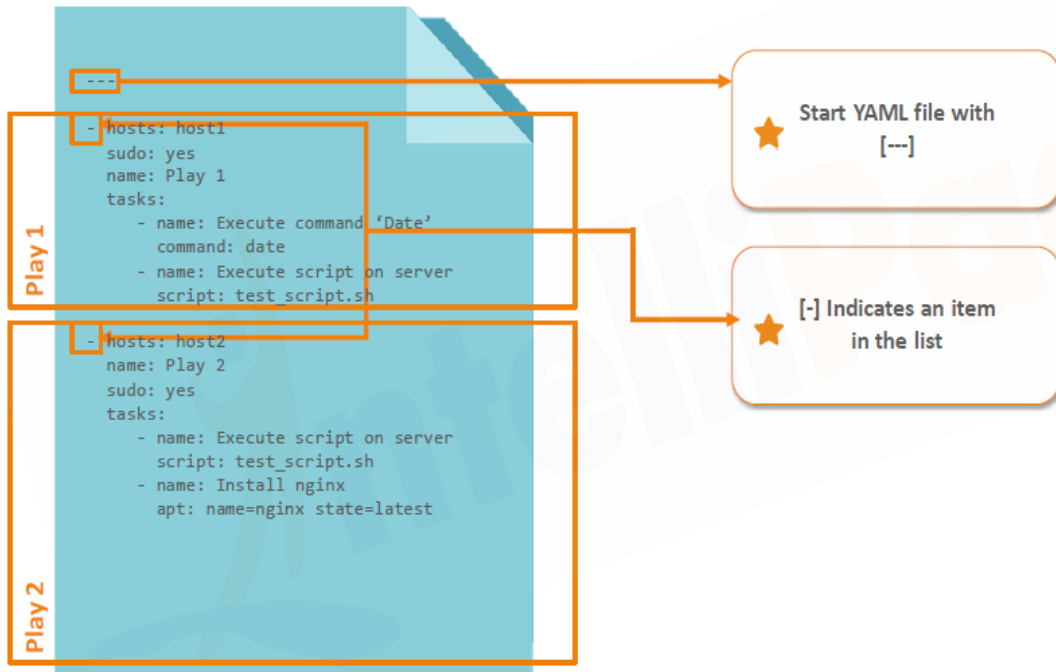 ---
- hosts: host1
sudo: yes
name: Play 1
tasks:
- name: Execute command ‘Date’
command: date
- name: Execute script on server
script: test_script.sh
Play 1
- hosts: host2
name: Play 2
sudo: yes
tasks:
- name: Execute script on server
script: test_script.sh
- name: Install nginx
apt: name=nginx state=latest
Play 2
Start YAML file with
[---]
[-] Indicates an item
in the list